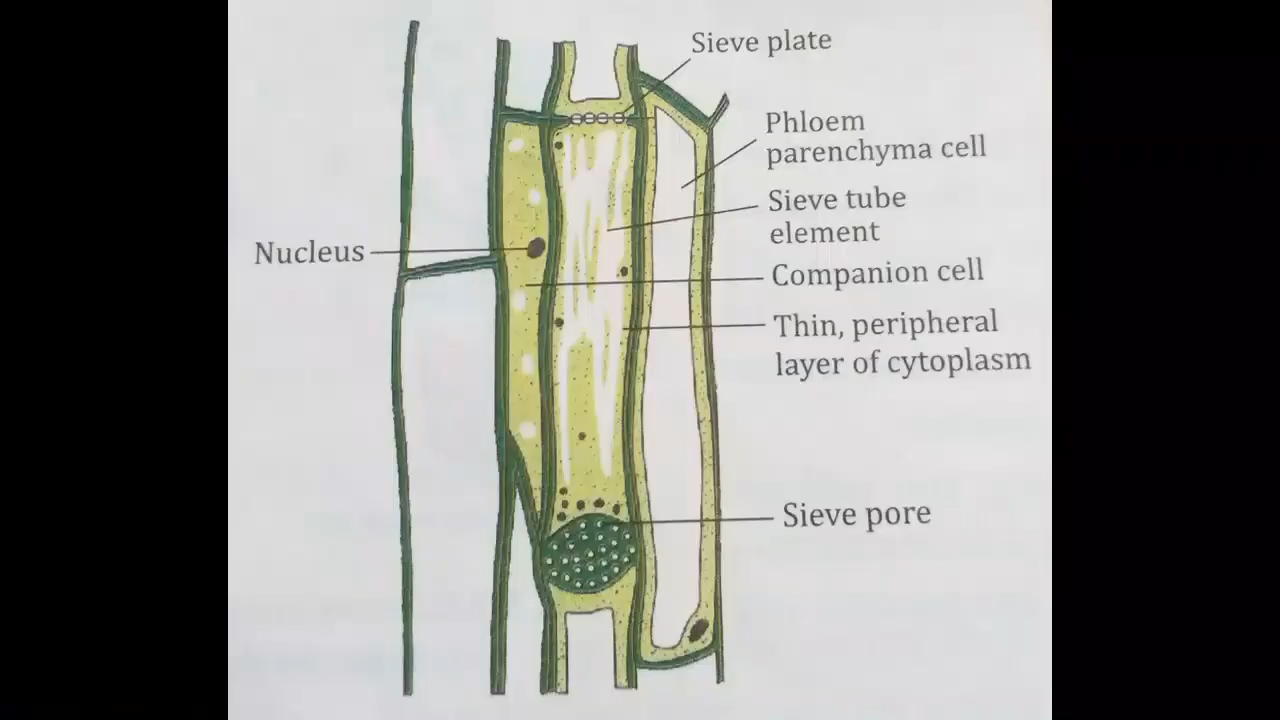 Sieve plate
Phloem
parenchyma cell
Sieve tube
element
Nucleus
Companion cell
Thin, peripheral
layer of cytoplasm
Sieve pore